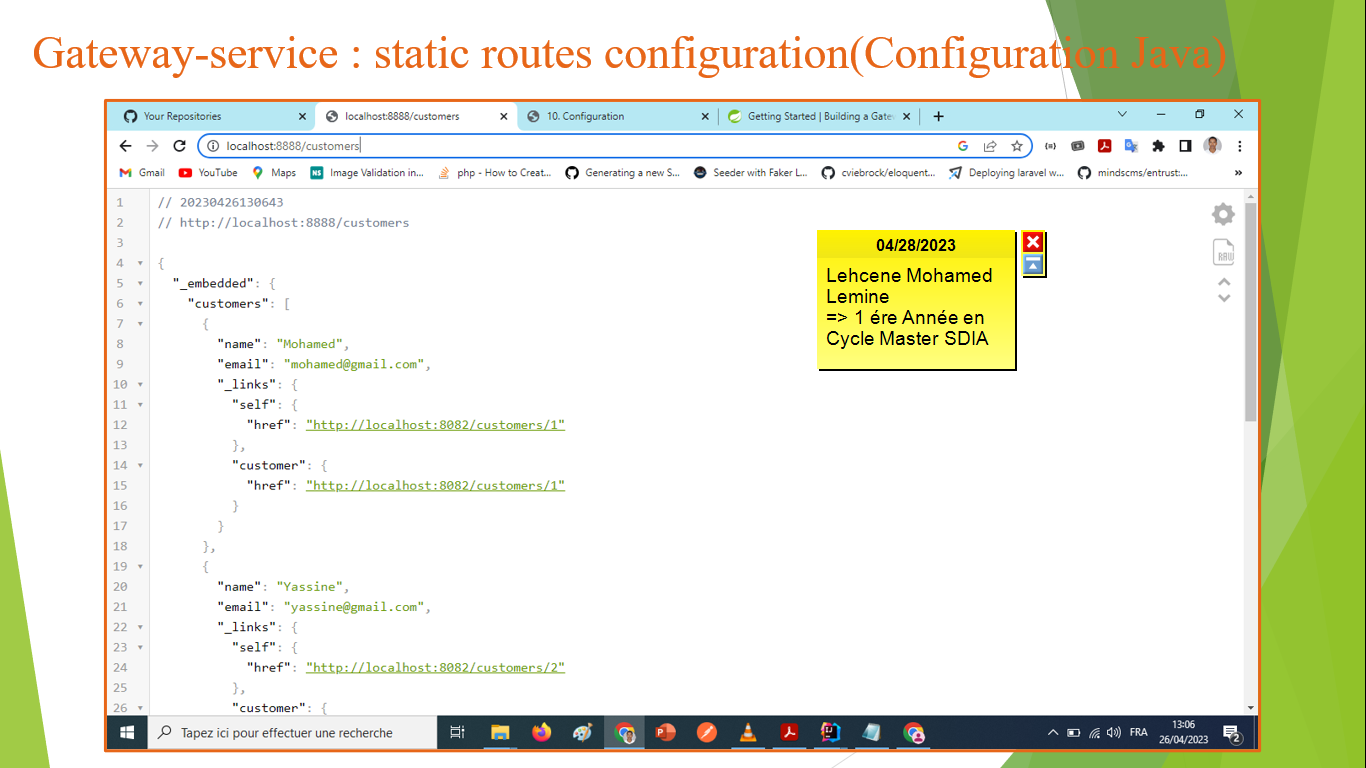 Gateway-service : static routes configuration(Configuration Java)
Your Repositories
localhost:8888/customers
10. Configuration
Getting Started | Building a Gate
localhost:8888/customers
Gmail
YouTube
Maps
Image Validation in...
php - How to Creat...
Generating a new S...
Seeder with Faker L...
cviebrock/eloquent...
Deploying laravel w...
mindscms/entrust:...
»
1 // 20230426130643
2 // http://localhost:8888/customers
3
4 {
5 "_embedded": {
6 "customers": [
7 {
8 "name": "Mohamed",
9 "email": "mohamed@gmail.com",
10 "_links": {
11 "self": {
12 "href": "http://localhost:8082/customers/1"
13 },
14 "customer": {
15 "href": "http://localhost:8082/customers/1"
16 }
17 }
18 },
19 {
20 "name": "Yassine",
21 "email": "yassine@gmail.com",
22 "_links": {
23 "self": {
24 "href": "http://localhost:8082/customers/2"
25 },
26 "customer": {
RAW
04/28/2023
Lehcene Mohamed
Lemine
=> 1 ére Année en
Cycle Master SDIA
Tapez ici pour effectuer une recherche
FRA
13:06
26/04/2023
2